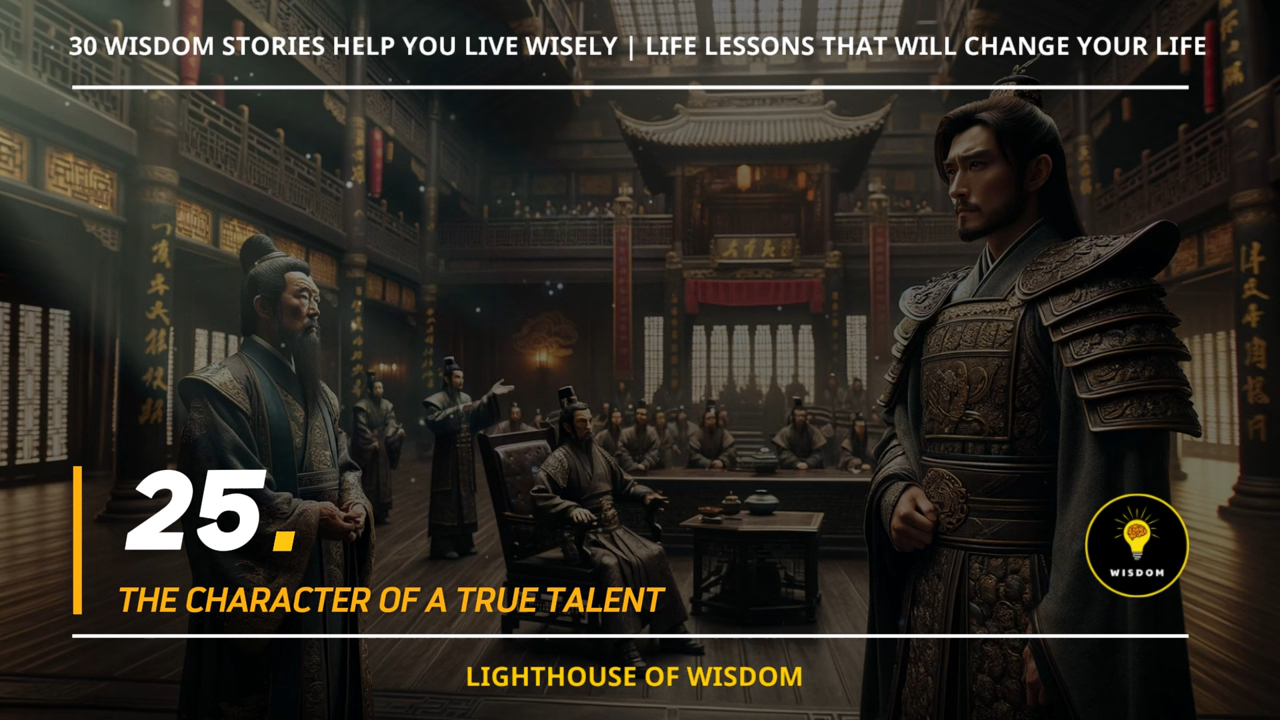 30 WISDOM STORIES HELP YOU LIVE WISELY | LIFE LESSONS THAT WILL CHANGE YOUR LIFE
25.
THE CHARACTER OF A TRUE TALENT
WISDOM
LIGHTHOUSE OF WISDOM